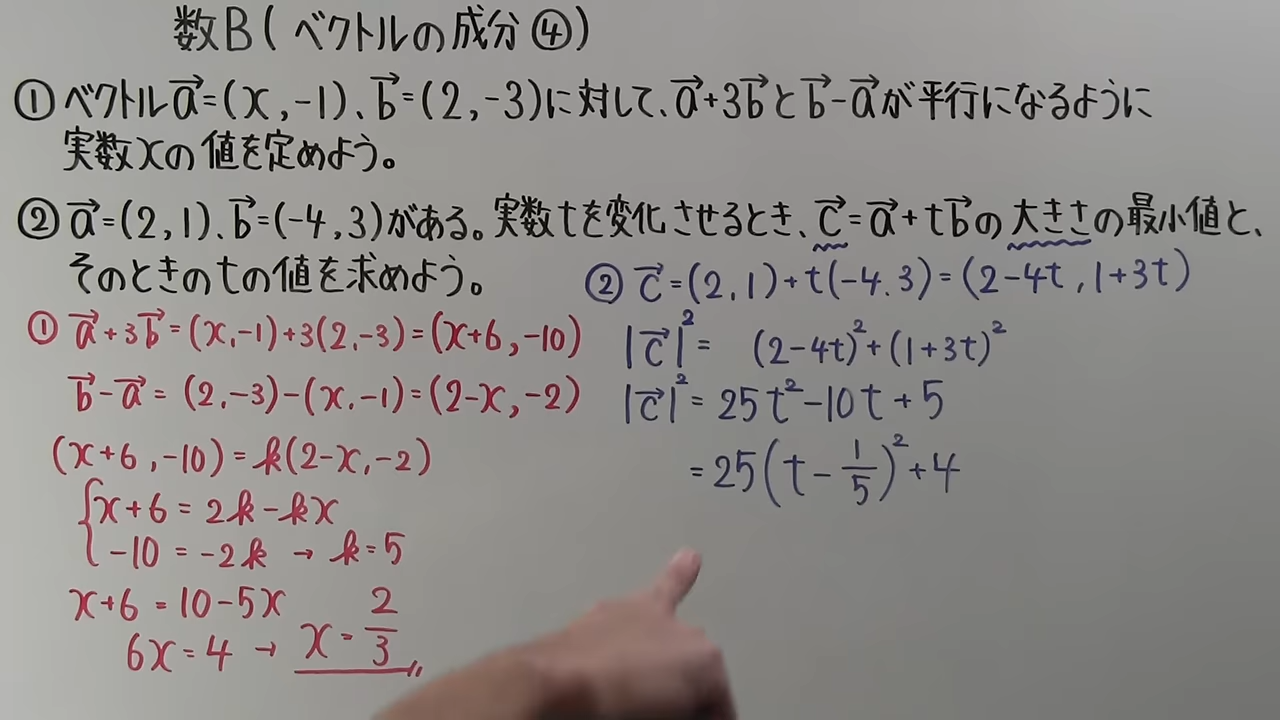 数B(ベクトルの成分④)
①ベクトルa→=(x,-1)、b→=(2,-3)に対して、a→+3b→とb→-a→が平行になるように
実数xの値を定めよう。
②a→=(2,1)、b→=(-4,3)がある。実数tを変化させるとき、c→=a→+tb→の大きさの最小値と、
そのときのtの値を求めよう。
①a→+3b→=(x,-1)+3(2,-3)=(x+6,-10)
b→-a→=(2,-3)-(x,-1)=(2-x,-2)
(x+6,-10)=k(2-x,-2)
{x+6=2k-kx
-10=-2k→k=5
x+6=10-5x
6x=4→x=2/3
②c→=(2,1)+t(-4,3)=(2-4t,1+3t)
|c→|²=(2-4t)²+(1+3t)²
|c→|²=25t²-10t+5
=25(t-1/5)²+4